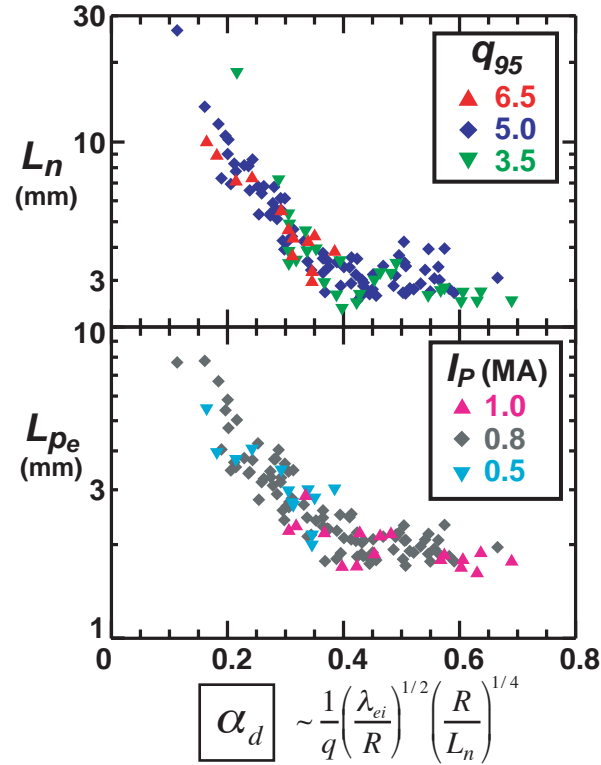 30
q95
6.5
5.0
3.5
10
Ln
(mm)
3
10
IP (MA)
1.0
0.8
0.5
Lpe
(mm)
3
1
0 0.2 0.4 0.6 0.8
αd ~ 1/q (λei/R)^1/2 (R/Ln)^1/4